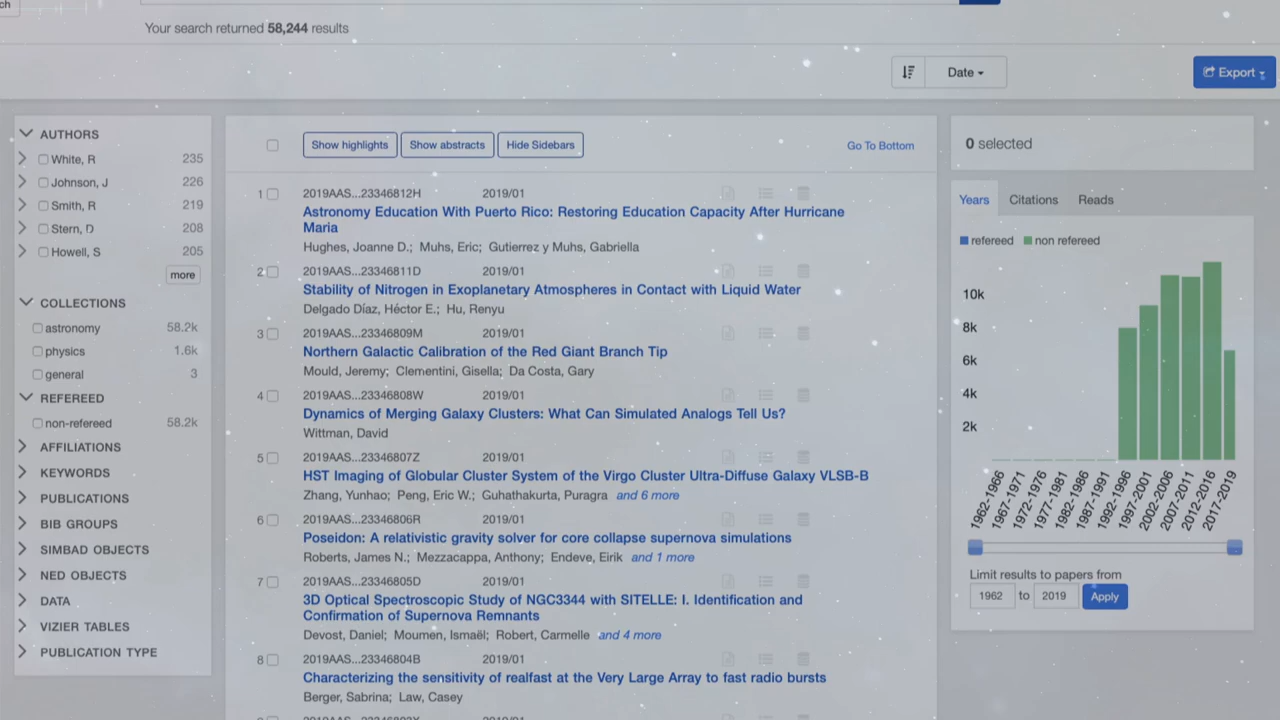 ch
Your search returned 58,244 results
Date
Export
AUTHORS
White, R 235
Johnson, J 226
Smith, R 219
Stern, D 208
Howell, S 205
more
COLLECTIONS
astronomy 58.2k
physics 1.6k
general 3
REFEREED
non-refereed 58.2k
AFFILIATIONS
KEYWORDS
PUBLICATIONS
BIB GROUPS
SIMBAD OBJECTS
NED OBJECTS
DATA
VIZIER TABLES
PUBLICATION TYPE
Show highlights Show abstracts Hide Sidebars Go To Bottom
1 2019AAS...23346812H 2019/01
Astronomy Education With Puerto Rico: Restoring Education Capacity After Hurricane
Maria
Hughes, Joanne D.; Muhs, Eric; Gutierrez y Muhs, Gabriella
2 2019AAS...23346811D 2019/01
Stability of Nitrogen in Exoplanetary Atmospheres in Contact with Liquid Water
Delgado Díaz, Héctor E.; Hu, Renyu
3 2019AAS...23346809M 2019/01
Northern Galactic Calibration of the Red Giant Branch Tip
Mould, Jeremy; Clementini, Gisella; Da Costa, Gary
4 2019AAS...23346808W 2019/01
Dynamics of Merging Galaxy Clusters: What Can Simulated Analogs Tell Us?
Wittman, David
5 2019AAS...23346807Z 2019/01
HST Imaging of Globular Cluster System of the Virgo Cluster Ultra-Diffuse Galaxy VLSB-B
Zhang, Yunhao; Peng, Eric W.; Guhathakurta, Puragra and 6 more
6 2019AAS...23346806R 2019/01
Poseidon: A relativistic gravity solver for core collapse supernova simulations
Roberts, James N.; Mezzacappa, Anthony; Endeve, Eirik and 1 more
7 2019AAS...23346805D 2019/01
3D Optical Spectroscopic Study of NGC3344 with SITELLE: I. Identification and
Confirmation of Supernova Remnants
Devost, Daniel; Moumen, Ismaël; Robert, Carmelle and 4 more
8 2019AAS...23346804B 2019/01
Characterizing the sensitivity of realfast at the Very Large Array to fast radio bursts
Berger, Sabrina; Law, Casey
0 selected
Years Citations Reads
refereed non refereed
10k
8k
6k
4k
2k
1962-1966
1967-1971
1972-1976
1977-1981
1982-1986
1987-1991
1992-1996
1997-2001
2002-2006
2007-2011
2012-2016
2017-2019
Limit results to papers from
1962 to 2019 Apply